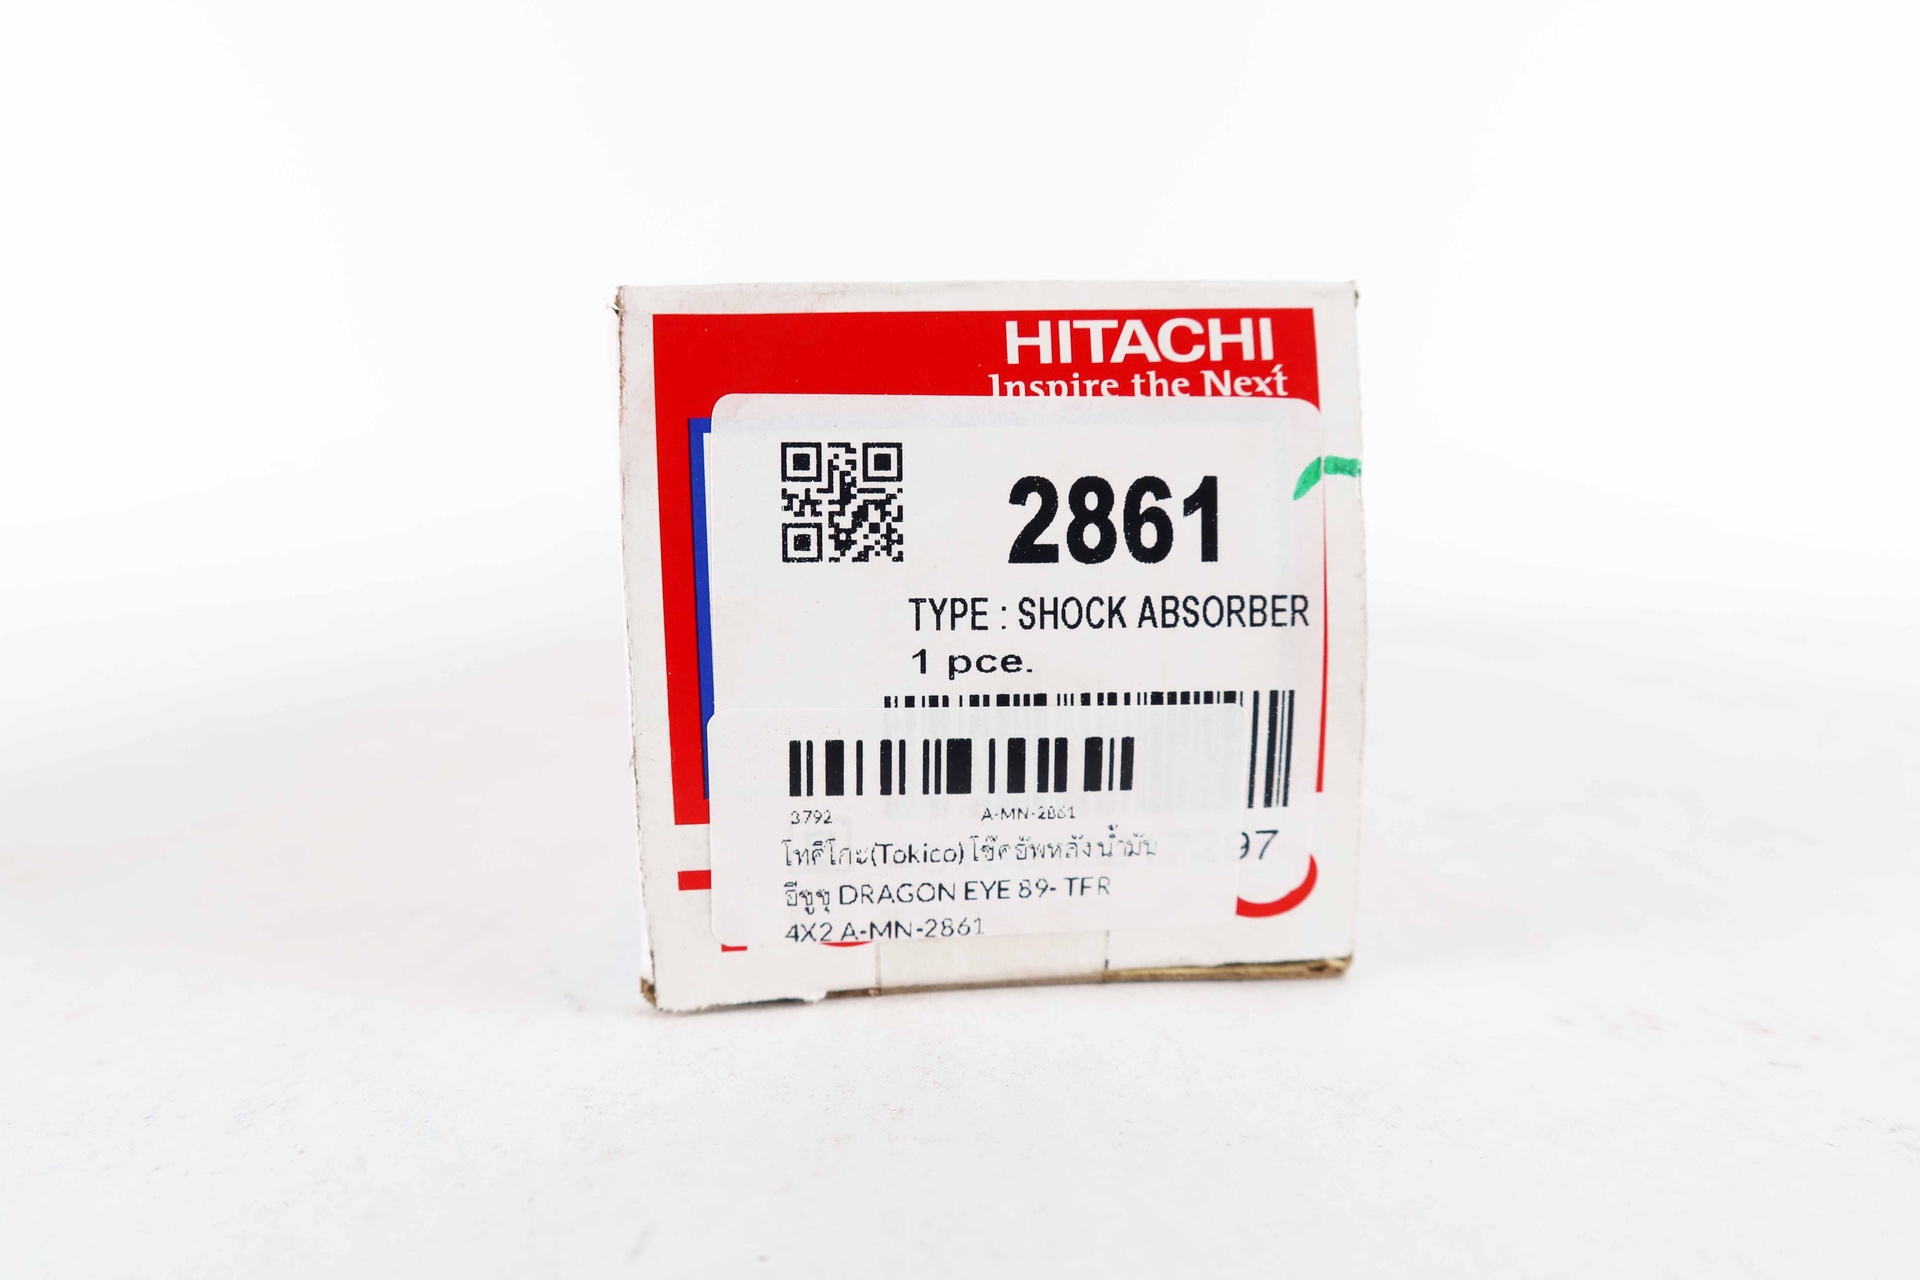 HITACHI
Inspire the Next
2861
TYPE : SHOCK ABSORBER
1 pce.
3792 A-MN-2861
97
โทคิโกะ(Tokico) โช๊คอัพหลังน้ำมัน
อีซูซุ DRAGON EYE 89- TFR
4X2 A-MN-2861